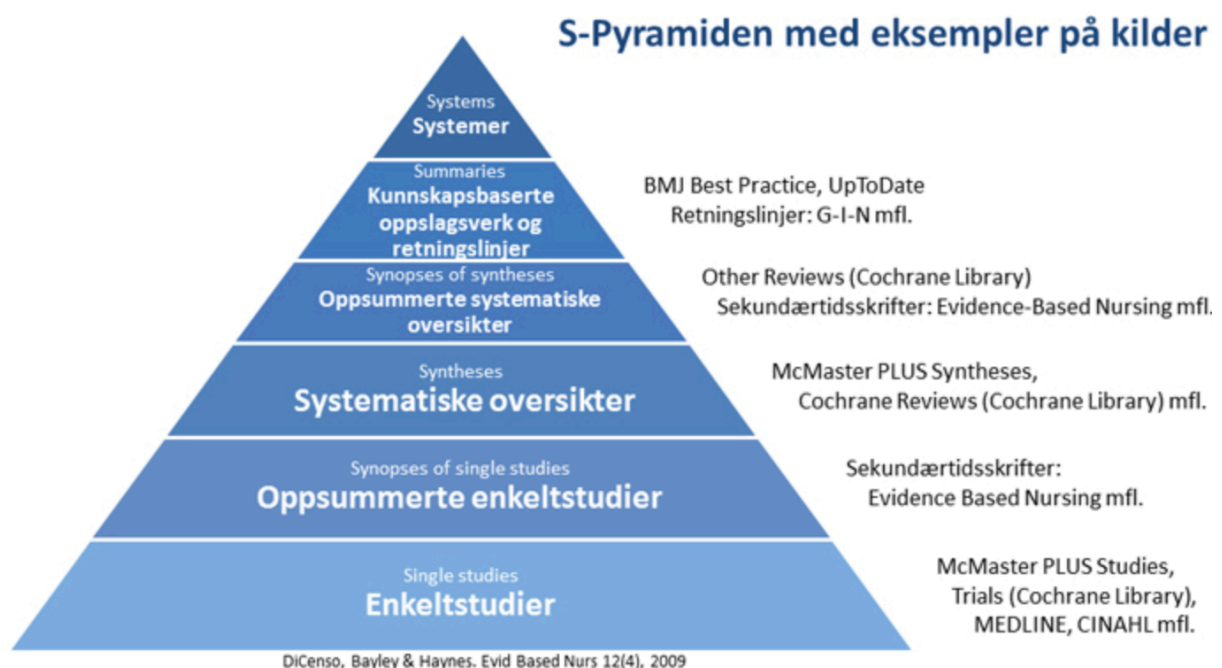 S-Pyramiden med eksempler på kilder
Systems
Systemer
Summaries
Kunnskapsbaserte
oppslagsverk og
retningslinjer
BMJ Best Practice, UpToDate
Retningslinjer: G-I-N mfl.
Synopses of syntheses
Oppsummerte systematiske
oversikter
Other Reviews (Cochrane Library)
Sekundærtidsskrifter: Evidence-Based Nursing mfl.
Syntheses
Systematiske oversikter
McMaster PLUS Syntheses,
Cochrane Reviews (Cochrane Library) mfl.
Synopses of single studies
Oppsummerte enkeltstudier
Sekundærtidsskrifter:
Evidence Based Nursing mfl.
Single studies
Enkeltstudier
McMaster PLUS Studies,
Trials (Cochrane Library),
MEDLINE, CINAHL mfl.
DiCenso, Bayley & Haynes. Evid Based Nurs 12(4), 2009